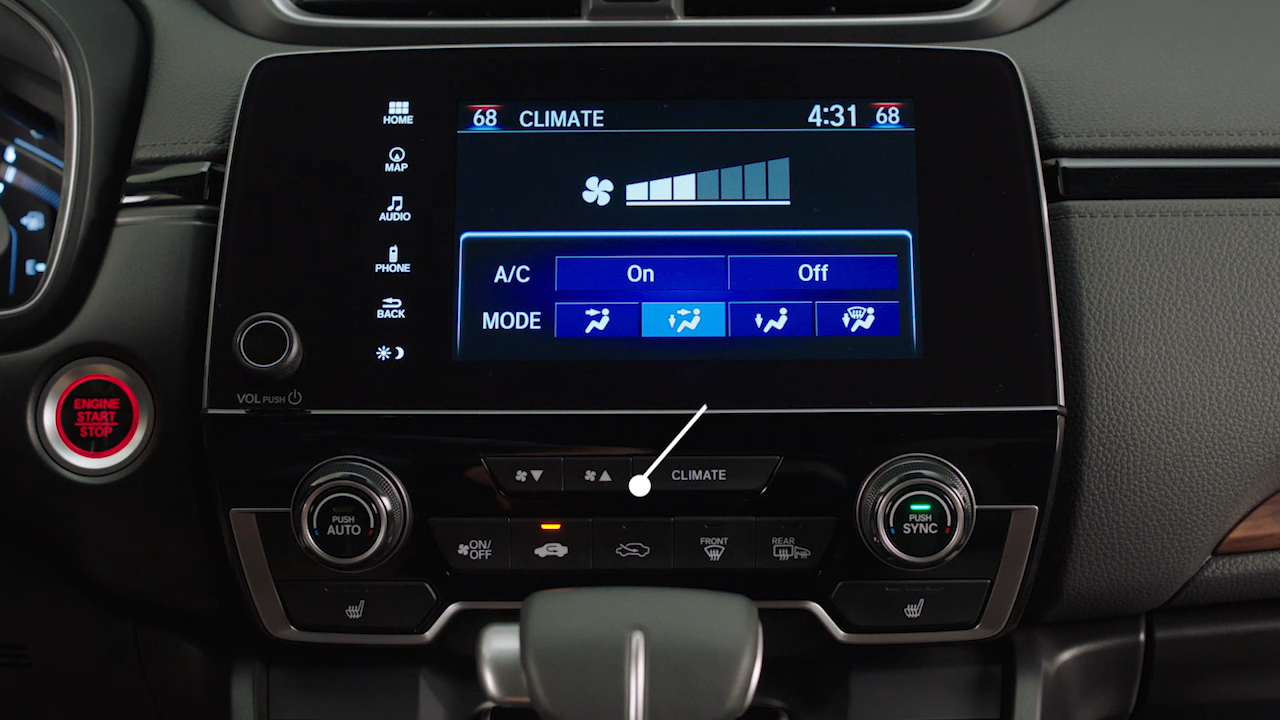 HOME
68 CLIMATE 4:31 68
MAP
AUDIO
PHONE
A/C On Off
BACK
MODE
VOL PUSH
ENGINE
START
STOP
CLIMATE
PUSH
AUTO
ON/
OFF
FRONT
REAR
PUSH
SYNC